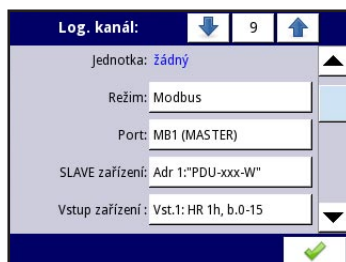 Log. kanál: 9
Jednotka: žádný
Režim: Modbus
Port: MB1 (MASTER)
SLAVE zařízení: Adr 1:"PDU-xxx-W"
Vstup zařízení : Vst.1: HR 1h, b.0-15